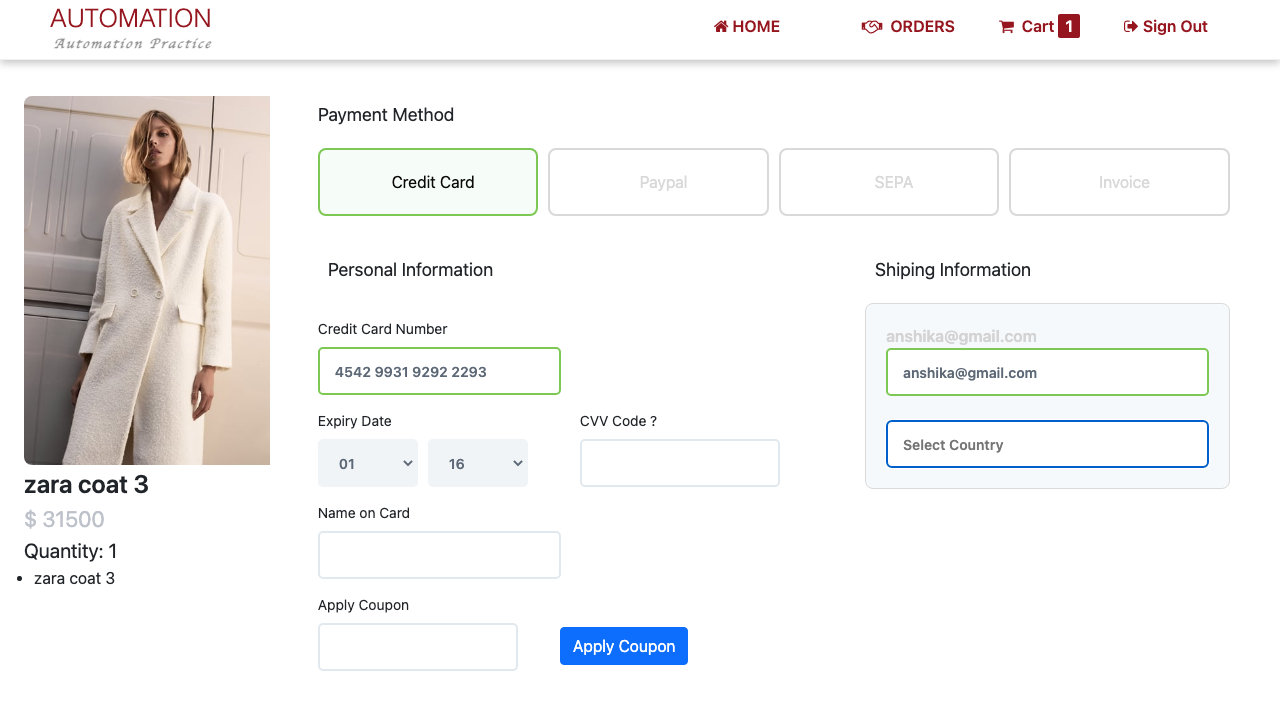 AUTOMATION
Automation Practice
HOME
ORDERS
Cart 1
Sign Out
zara coat 3
$ 31500
Quantity: 1
zara coat 3
Payment Method
Credit Card
Paypal
SEPA
Invoice
Personal Information
Credit Card Number
4542 9931 9292 2293
Expiry Date
CVV Code ?
01
16
Name on Card
Apply Coupon
Apply Coupon
Shiping Information
anshika@gmail.com
anshika@gmail.com
Select Country